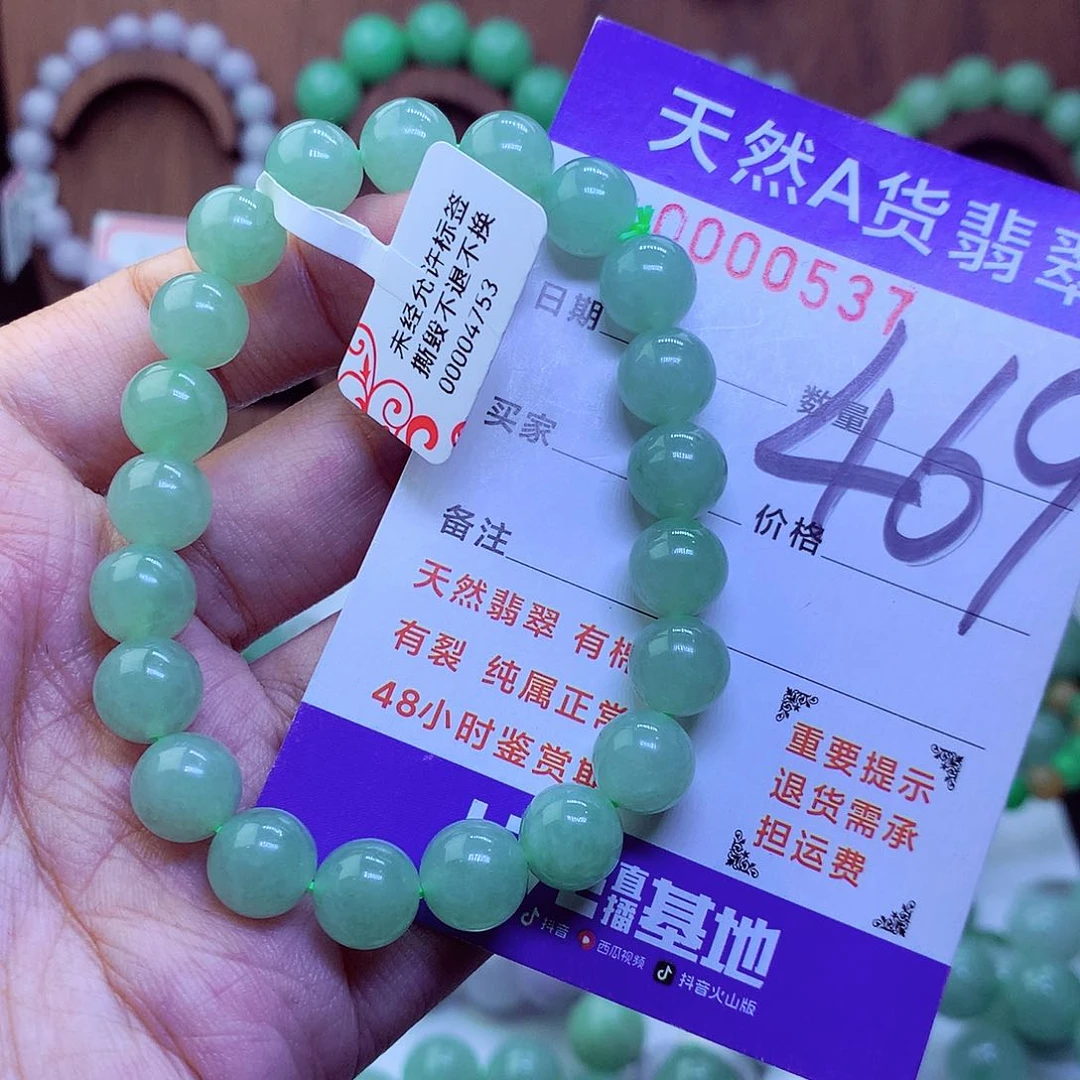 天然A货翡翠
0000537
未经允许标签
撕毁不退不换
00004753
日期
数量
469
买家
价格
备注
天然翡翠 有棉
有裂 纯属正常
48小时鉴赏期
重要提示
退货需承
担运费
直播基地
抖音 西瓜视频 抖音火山版